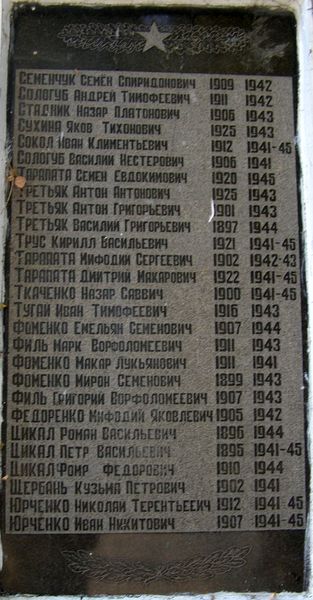 СЕМЕНЧУК СЕМЁН СПИРИДОНОВИЧ 1909 1942
СОЛОГУБ АНДРЕЙ ТИМОФЕЕВИЧ 1911 1942
СТАДНИК НАЗАР ПЛАТОНОВИЧ 1906 1943
СУХИНА ЯКОВ ТИХОНОВИЧ 1925 1943
СОКОЛ ИВАН КЛИМЕНТЬЕВИЧ 1912 1941-45
СОЛОГУБ ВАСИЛИЙ НЕСТЕРОВИЧ 1906 1941
ТАРАПАТА СЕМЕН ЕВДОКИМОВИЧ 1920 1945
ТРЕТЬЯК АНТОН АНТОНОВИЧ 1925 1943
ТРЕТЬЯК АНТОН ГРИГОРЬЕВИЧ 1901 1943
ТРЕТЬЯК ВАСИЛИЙ ГРИГОРЬЕВИЧ 1897 1944
ТРУС КИРИЛЛ ВАСИЛЬЕВИЧ 1921 1941-45
ТАРАПАТА МИФОДИЙ СЕРГЕЕВИЧ 1902 1942-43
ТАРАПАТА ДМИТРИЙ МАКАРОВИЧ 1922 1941-45
ТКАЧЕНКО НАЗАР САВВИЧ 1900 1941-45
ТУГАЙ ИВАН ТИМОФЕЕВИЧ 1916 1943
ФОМЕНКО ЕМЕЛЬЯН СЕМЕНОВИЧ 1907 1944
ФИЛЬ МАРК ВОРФОЛОМЕЕВИЧ 1911 1943
ФОМЕНКО МАКАР ЛУКЬЯНОВИЧ 1911 1941
ФОМЕНКО МИРОН СЕМЕНОВИЧ 1899 1943
ФИЛЬ ГРИГОРИЙ ВОРФОЛОМЕЕВИЧ 1907 1943
ФЕДОРЕНКО МИФОДИЙ ЯКОВЛЕВИЧ 1905 1942
ЦИКАЛ РОМАН ВАСИЛЬЕВИЧ 1896 1944
ЦИКАЛ ПЕТР ВАСИЛЬЕВИЧ 1895 1941-45
ЦИКАЛ ФЕДОРОВИЧ 1910 1944
ЩЕРБАНЬ КУЗЬМА ПЕТРОВИЧ 1902 1941
ЮРЧЕНКО НИКОЛАЙ ТЕРЕНТЬЕЕИЧ 1912 1941-45
ЮРЧЕНКО ИВАН НИКИТОВИЧ 1907 1941-45